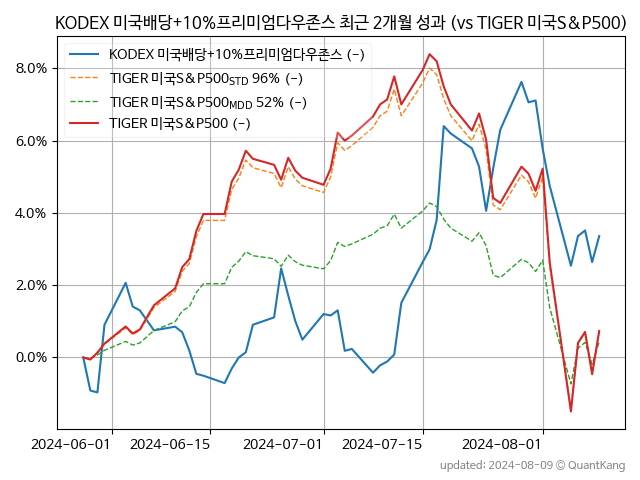 KODEX 미국배당+10%프리미엄다우존스 최근 2개월 성과 (vs TIGER 미국S&P500)
KODEX 미국배당+10%프리미엄다우존스 (-)
TIGER 미국S&P500STD 96% (-)
TIGER 미국S&P500MDD 52% (-)
TIGER 미국S&P500 (-)
8.0%
6.0%
4.0%
2.0%
0.0%
2024-06-01 2024-06-15 2024-07-01 2024-07-15 2024-08-01
updated: 2024-08-09 © QuantKang